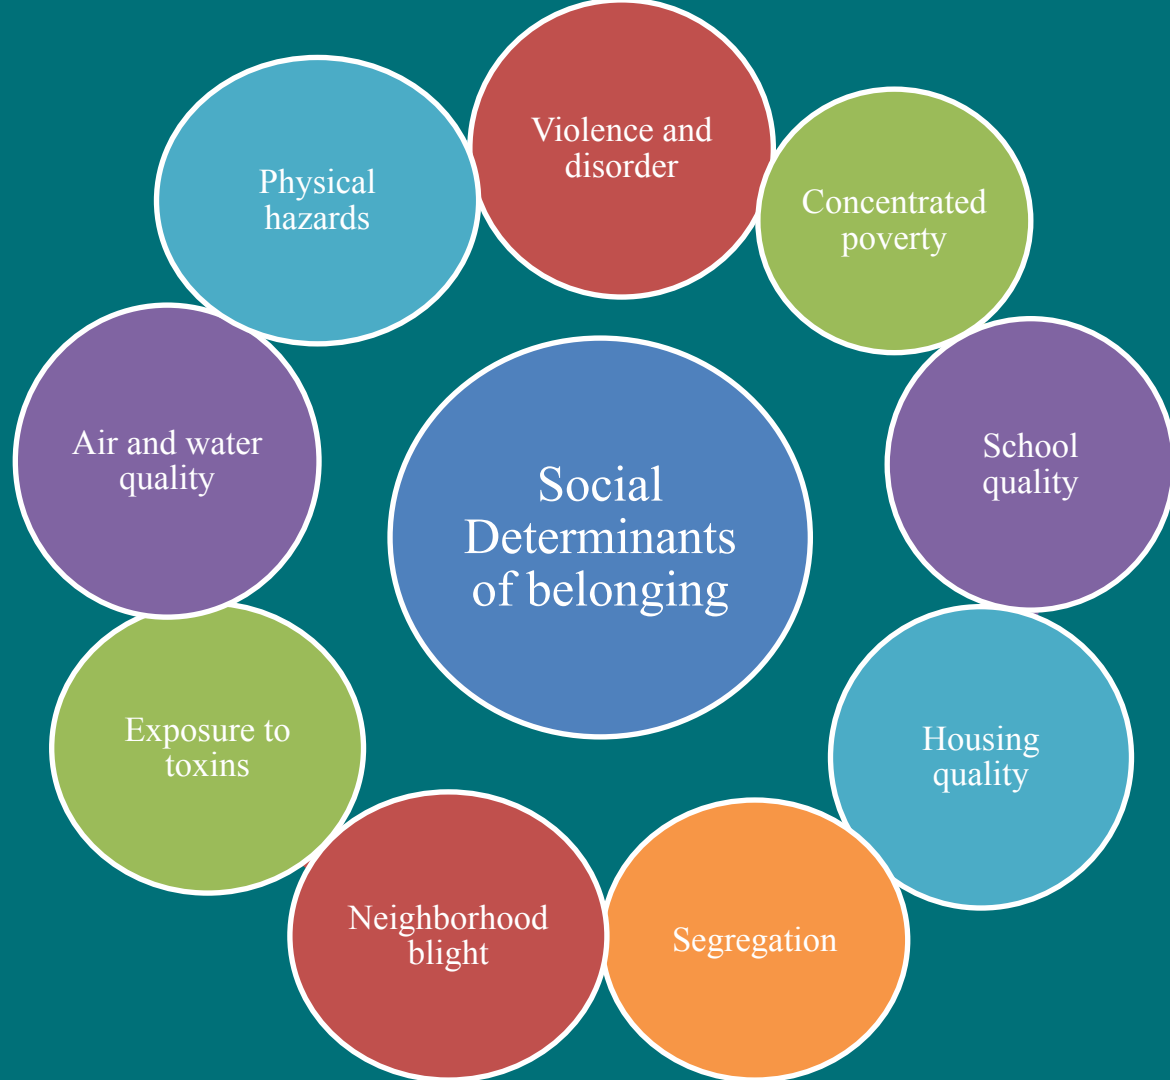 Violence and
disorder
Concentrated
poverty
School
quality
Housing
quality
Segregation
Neighborhood
blight
Exposure to
toxins
Air and water
quality
Physical
hazards
Social
Determinants
of belonging